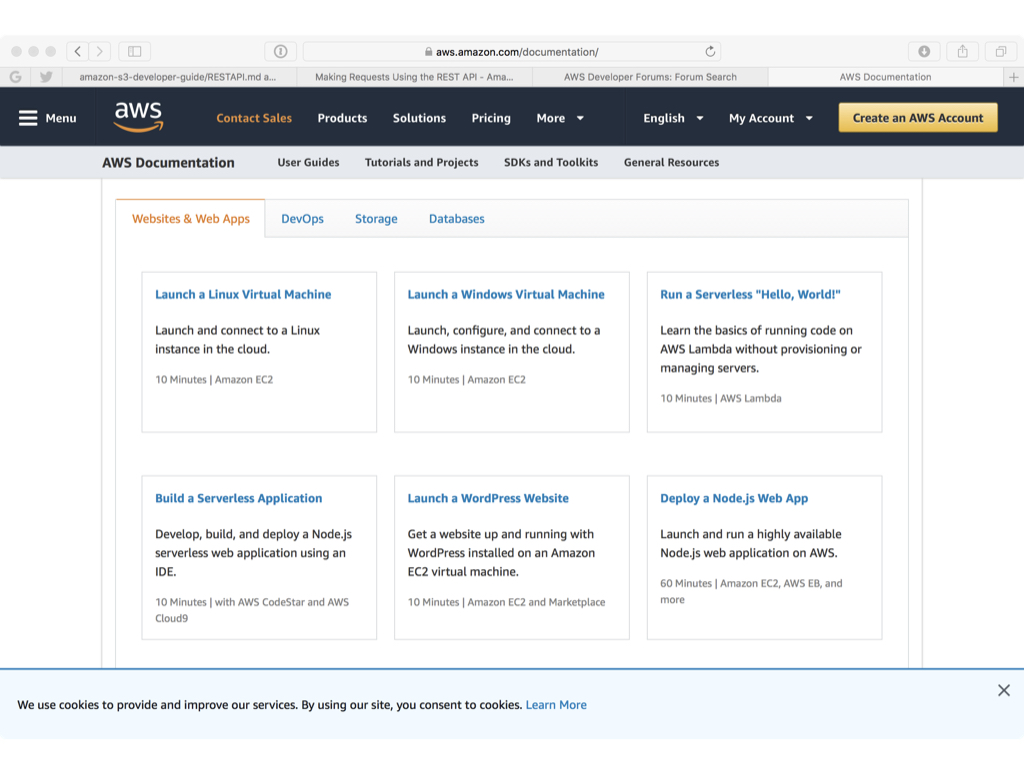 aws.amazon.com/documentation/
amazon-s3-developer-guide/RESTAPI.md a...
Making Requests Using the REST API - Ama...
AWS Developer Forums: Forum Search
AWS Documentation
Menu
aws
Contact Sales
Products
Solutions
Pricing
More
English
My Account
Create an AWS Account
AWS Documentation
User Guides
Tutorials and Projects
SDKs and Toolkits
General Resources
Websites & Web Apps
DevOps
Storage
Databases
Launch a Linux Virtual Machine
Launch and connect to a Linux
instance in the cloud.
10 Minutes | Amazon EC2
Launch a Windows Virtual Machine
Launch, configure, and connect to a
Windows instance in the cloud.
10 Minutes | Amazon EC2
Run a Serverless "Hello, World!"
Learn the basics of running code on
AWS Lambda without provisioning or
managing servers.
10 Minutes | AWS Lambda
Build a Serverless Application
Develop, build, and deploy a Node.js
serverless web application using an
IDE.
10 Minutes | with AWS CodeStar and AWS
Cloud9
Launch a WordPress Website
Get a website up and running with
WordPress installed on an Amazon
EC2 virtual machine.
10 Minutes | Amazon EC2 and Marketplace
Deploy a Node.js Web App
Launch and run a highly available
Node.js web application on AWS.
60 Minutes | Amazon EC2, AWS EB, and
more
We use cookies to provide and improve our services. By using our site, you consent to cookies. Learn More